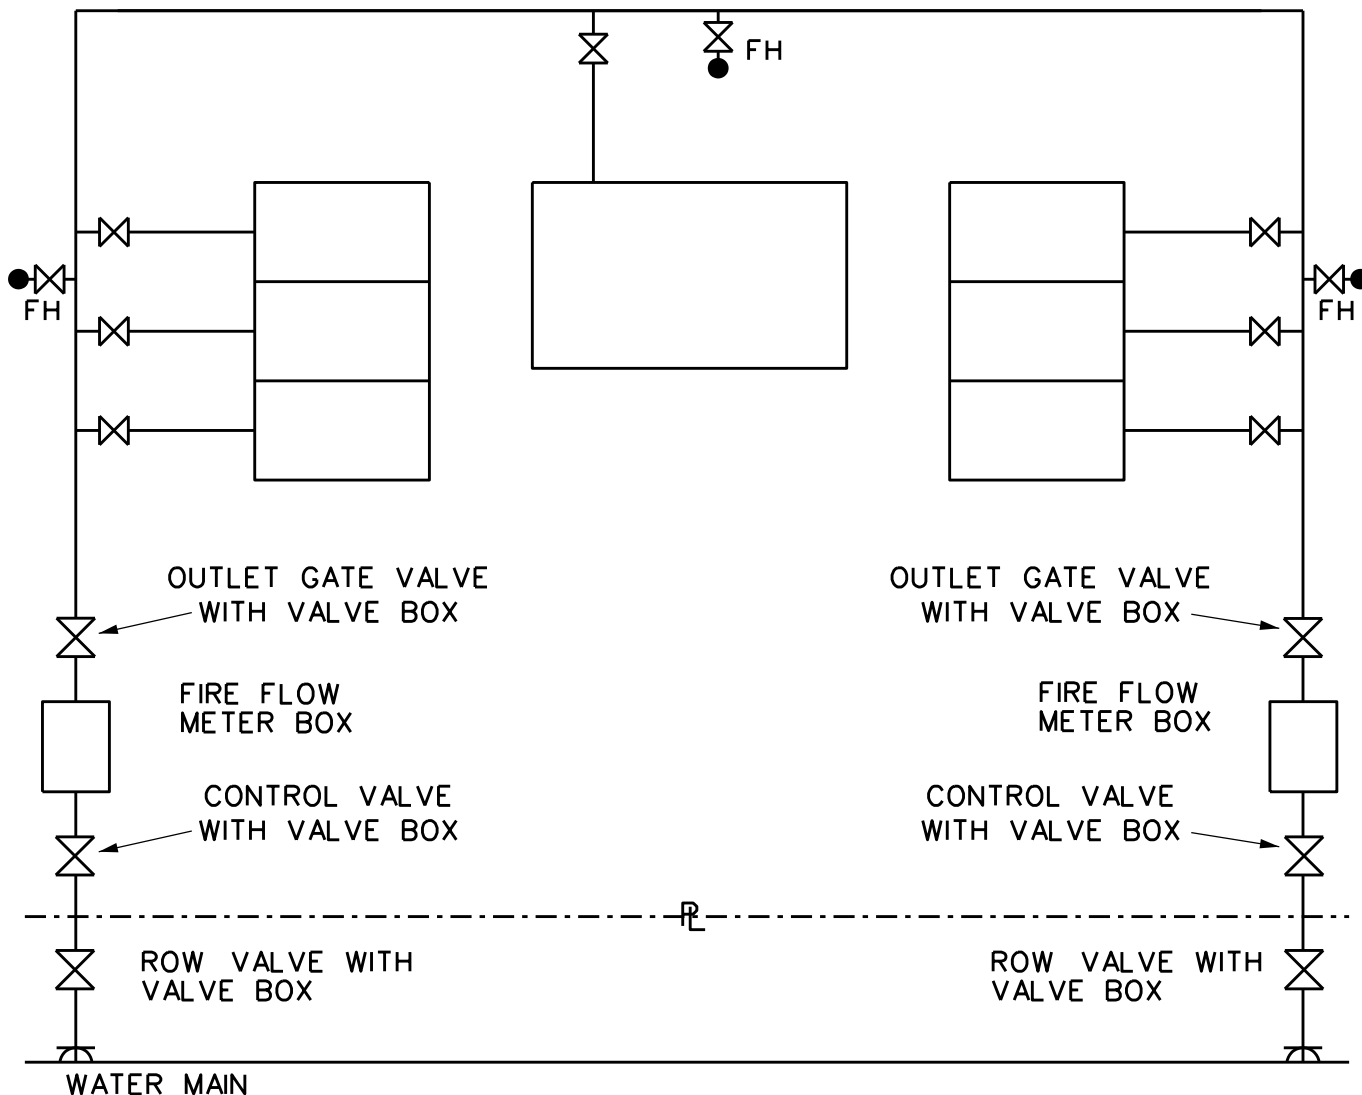 FH
FH
FH
OUTLET GATE VALVE
WITH VALVE BOX
OUTLET GATE VALVE
WITH VALVE BOX
FIRE FLOW
METER BOX
FIRE FLOW
METER BOX
CONTROL VALVE
WITH VALVE BOX
CONTROL VALVE
WITH VALVE BOX
PL
ROW VALVE WITH
VALVE BOX
ROW VALVE WITH
VALVE BOX
WATER MAIN